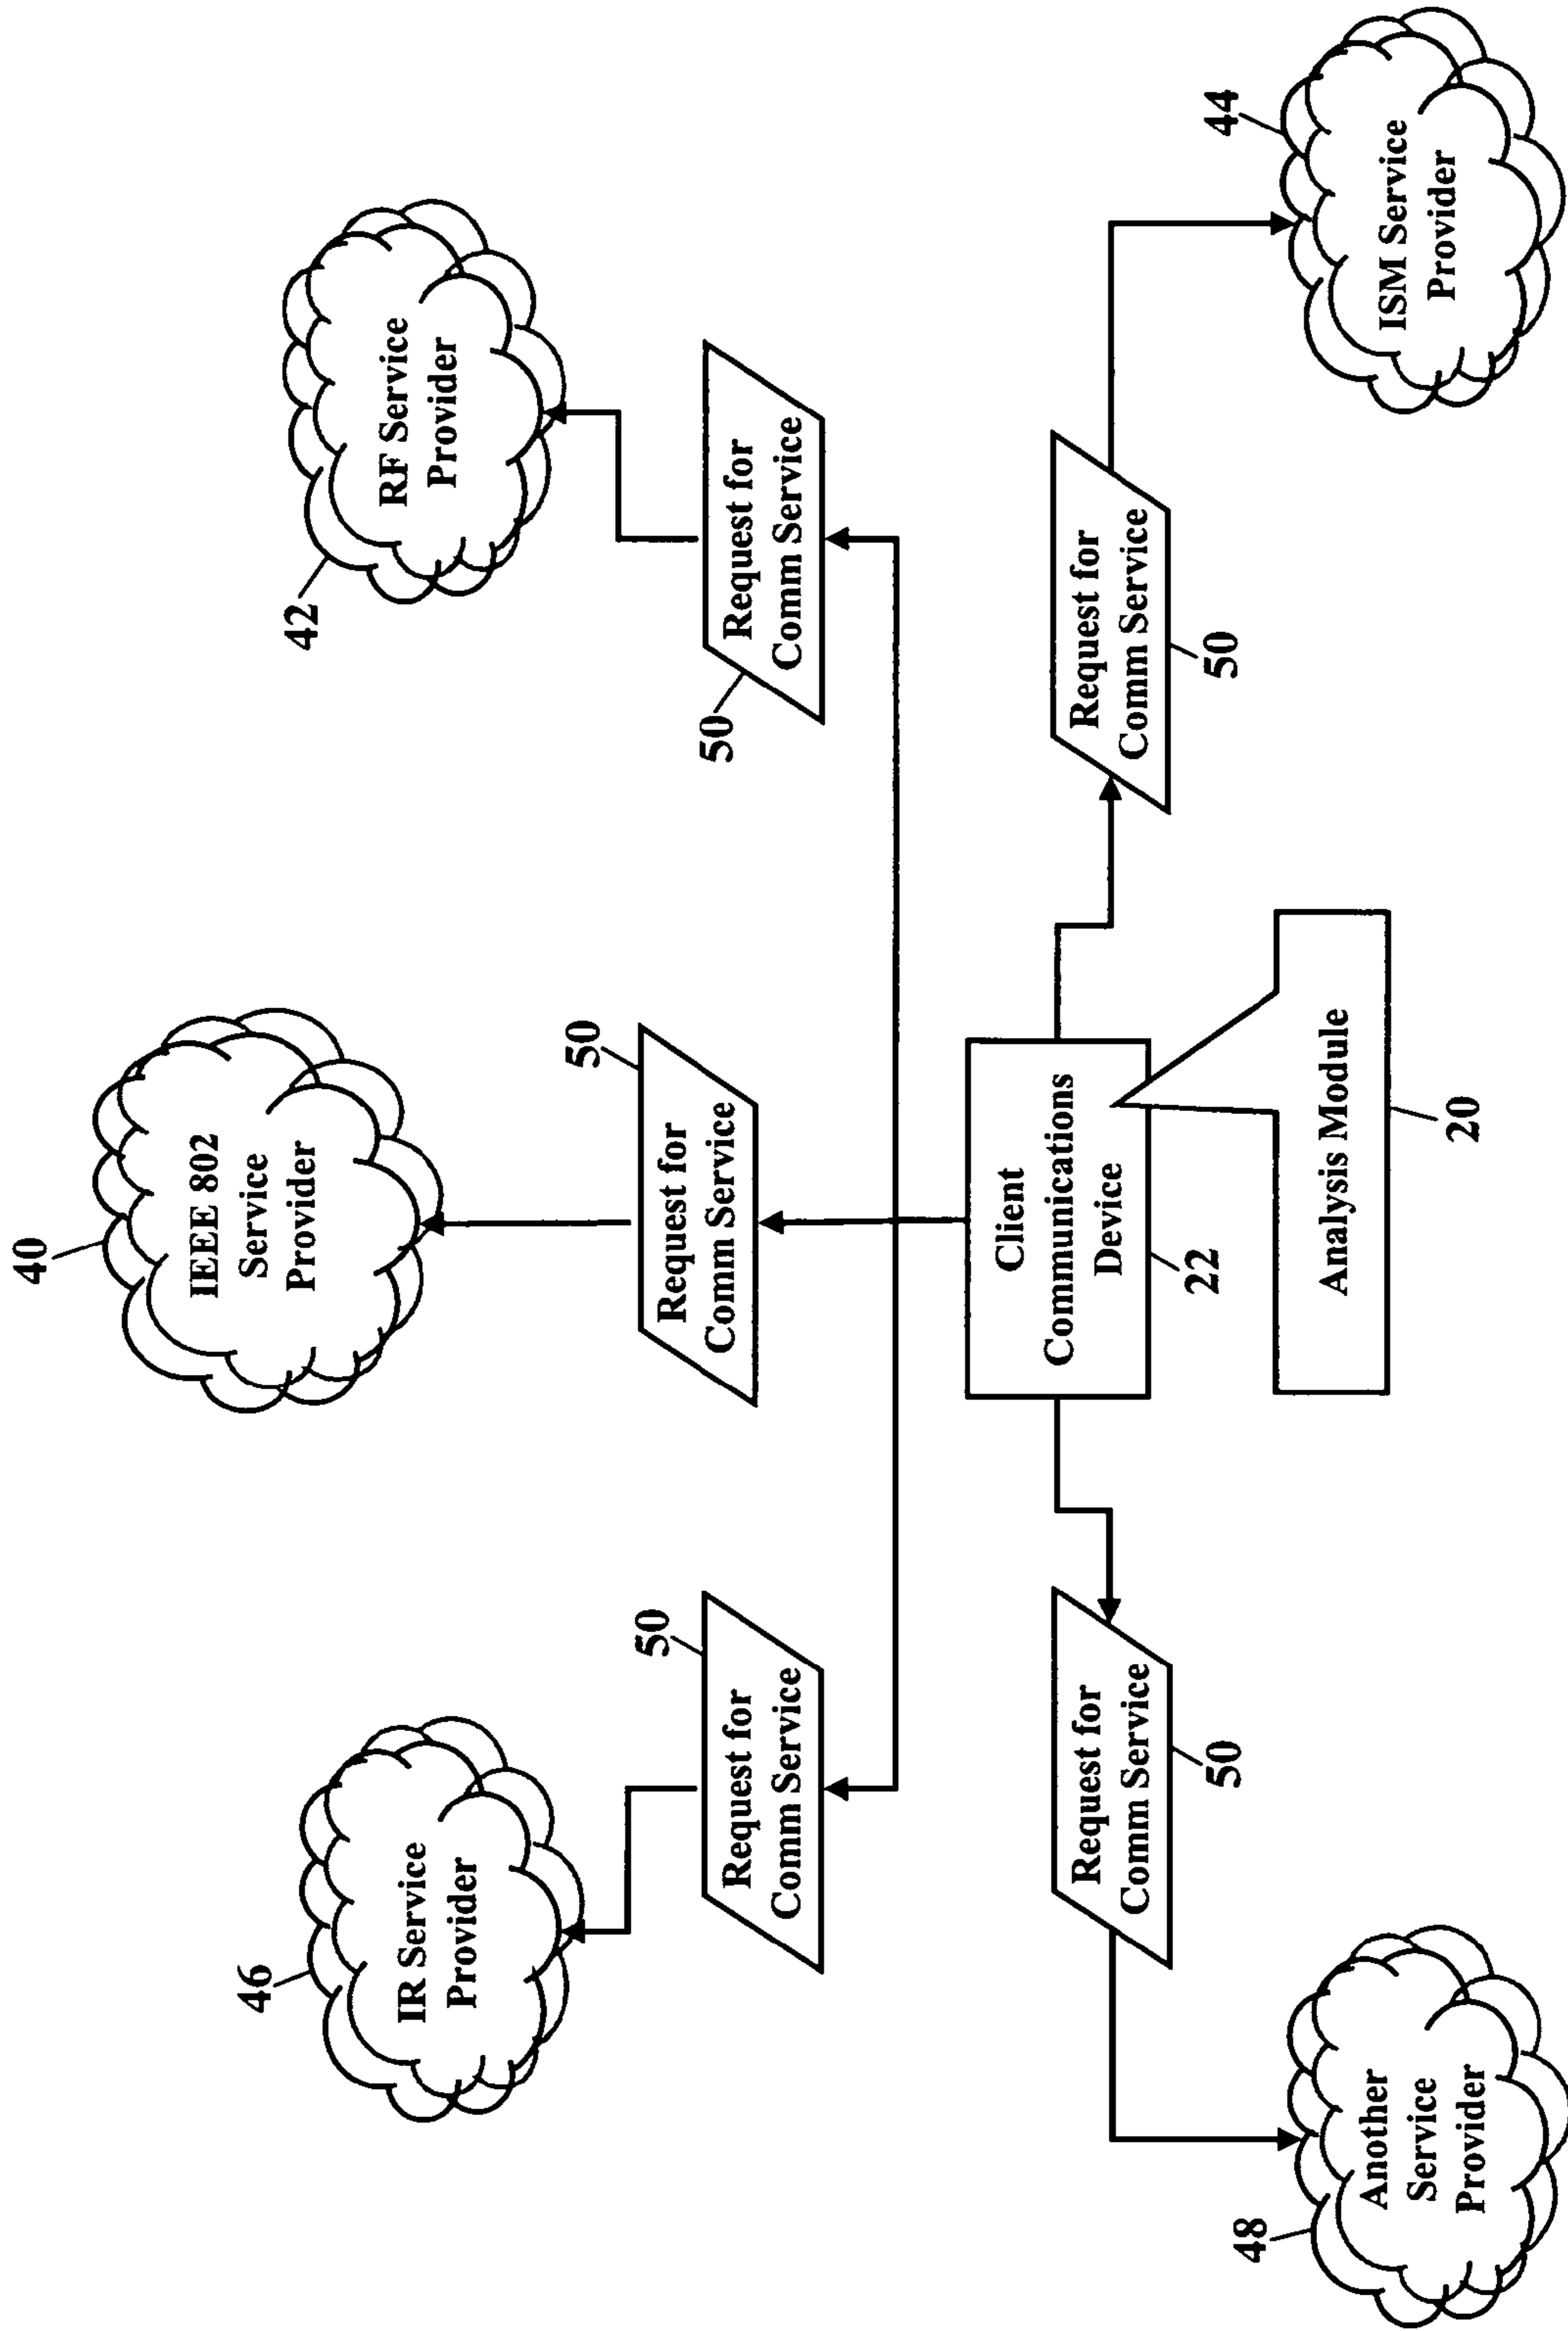 40
IEEE 802
Service
Provider
46
IR Service
Provider
42
RF Service
Provider
50
Request for
Comm Service
50
Request for
Comm Service
50
Request for
Comm Service
Client
Communications
Device
22
Request for
Comm Service
50
Request for
Comm Service
50
48
Another
Service
Provider
Analysis Module
20
44
ISM Service
Provider